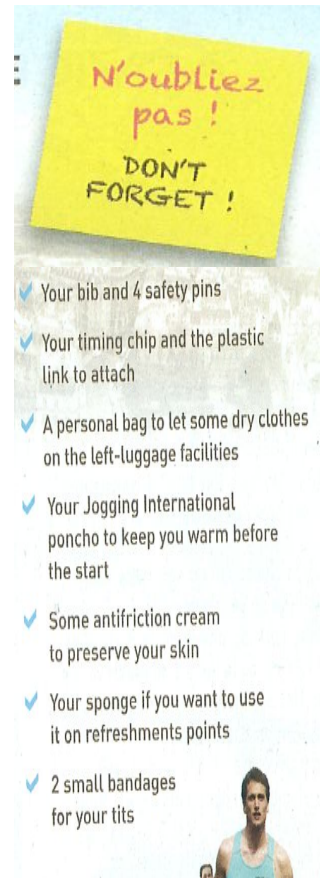 N'oubliez
pas !
DON'T
FORGET !
Your bib and 4 safety pins
Your timing chip and the plastic
link to attach
A personal bag to let some dry clothes
on the left-luggage facilities
Your Jogging International
poncho to keep you warm before
the start
Some antifriction cream
to preserve your skin
Your sponge if you want to use
it on refreshments points
2 small bandages
for your tits